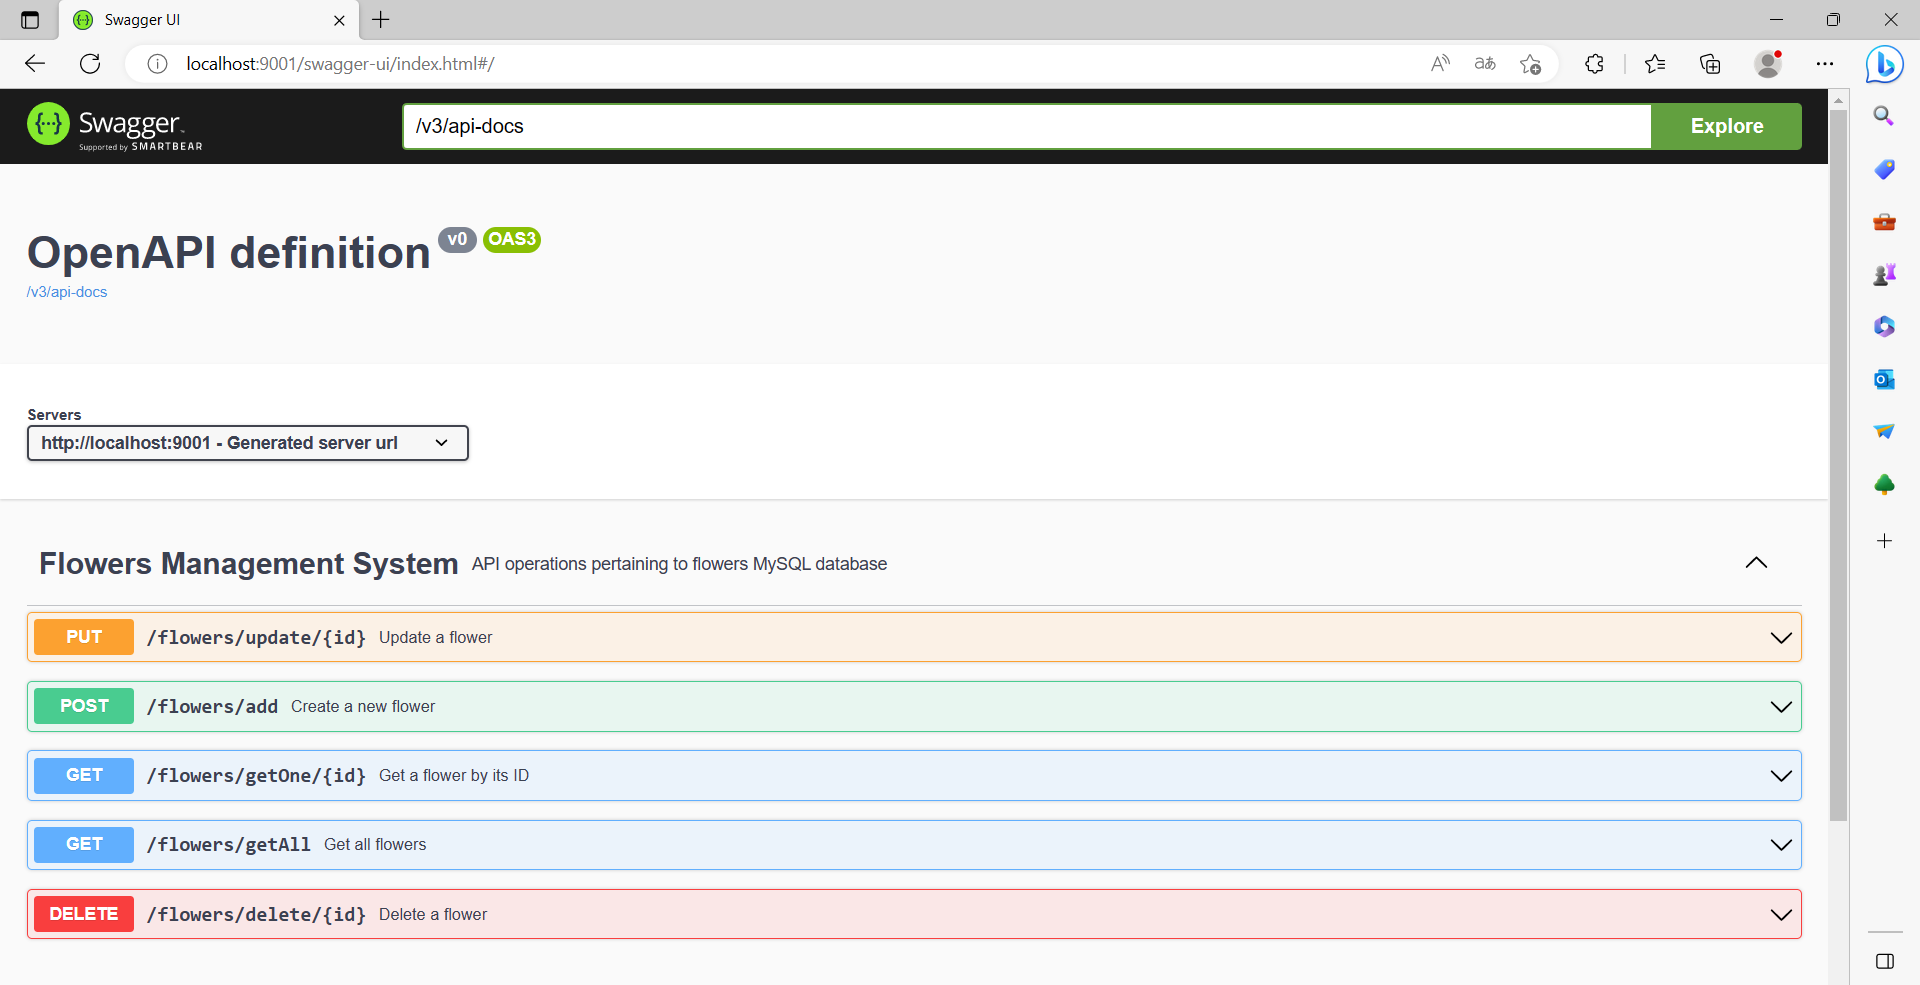 Swagger UI
localhost:9001/swagger-ui/index.html#/
Swagger
Supported by SMARTBEAR
/v3/api-docs
Explore
OpenAPI definition v0 OAS3
/v3/api-docs
Servers
http://localhost:9001 - Generated server url
Flowers Management System API operations pertaining to flowers MySQL database
PUT /flowers/update/{id} Update a flower
POST /flowers/add Create a new flower
GET /flowers/getOne/{id} Get a flower by its ID
GET /flowers/getAll Get all flowers
DELETE /flowers/delete/{id} Delete a flower